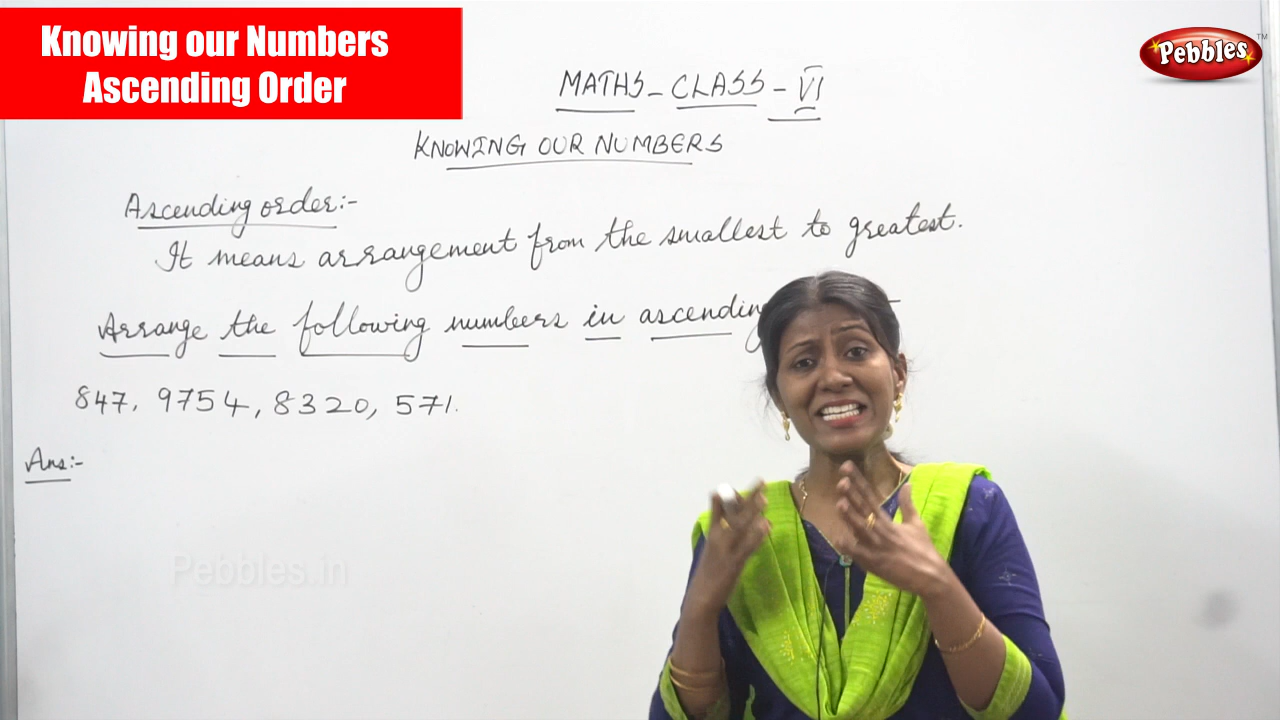 Knowing our Numbers
Ascending Order
Pebbles™
MATHS - CLASS - VI
KNOWING OUR NUMBERS
Ascending order:-
It means arrangement from the smallest to greatest.
Arrange the following numbers in ascending
847, 9754, 8320, 571.
Ans:-
Pebbles.in